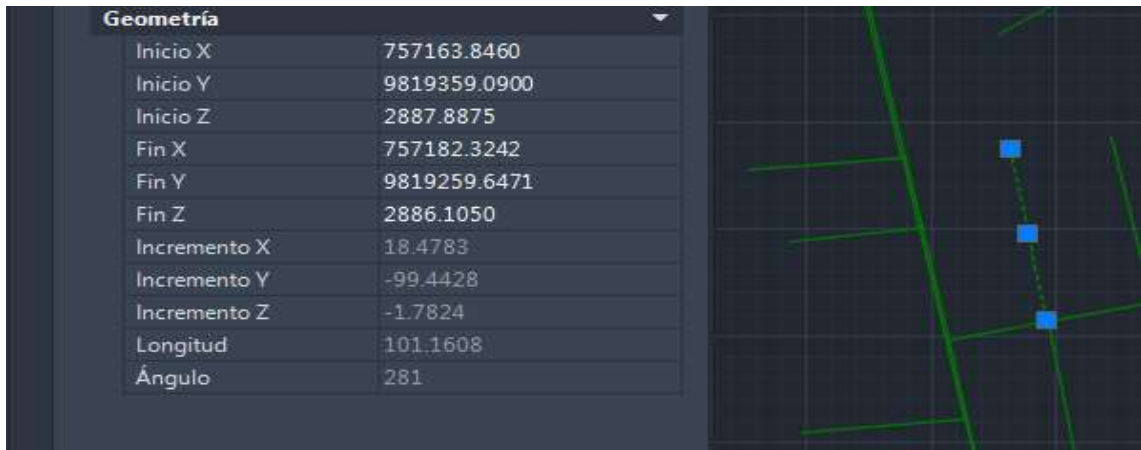 Geometría
Inicio X 757163.8460
Inicio Y 9819359.0900
Inicio Z 2887.8875
Fin X 757182.3242
Fin Y 9819259.6471
Fin Z 2886.1050
Incremento X 18.4783
Incremento Y -99.4428
Incremento Z -1.7824
Longitud 101.1608
Ángulo 281